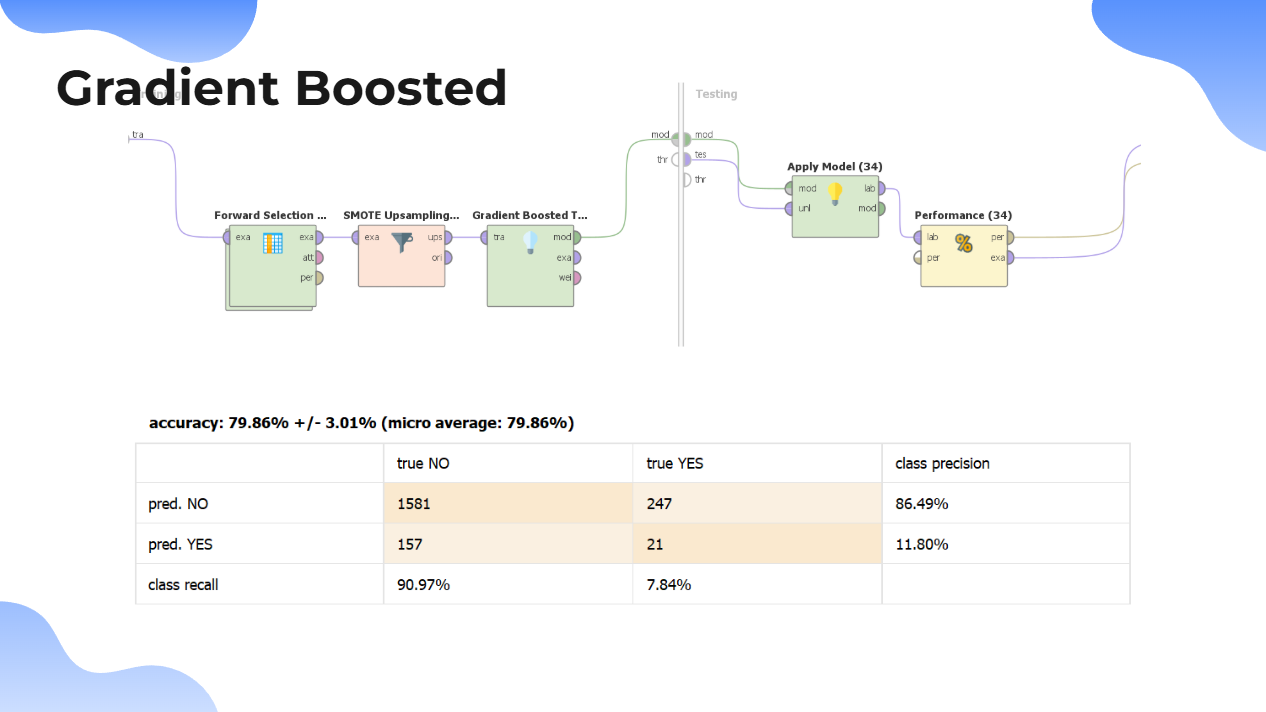 Gradient Boosted
Testing
tra
mod
mod
thr
tes
thr
Forward Selection ...
exa
exa
att
per
SMOTE Upsampling...
exa
ups
ori
Gradient Boosted T...
tra
mod
exa
wei
Apply Model (34)
mod
lab
unl
mod
Performance (34)
lab
per
per
exa
accuracy: 79.86% +/- 3.01% (micro average: 79.86%)
true NO true YES class precision
pred. NO 1581 247 86.49%
pred. YES 157 21 11.80%
class recall 90.97% 7.84%